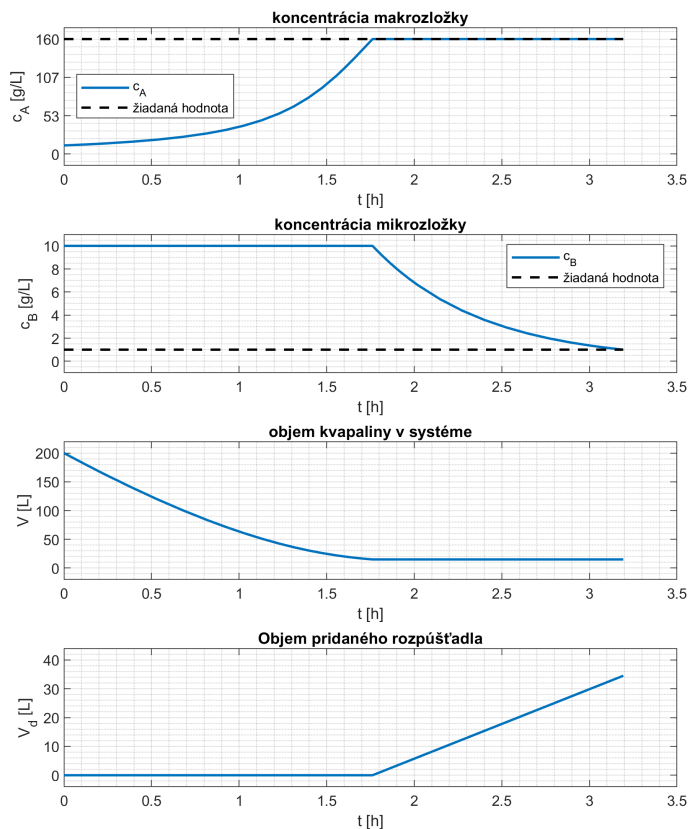 koncentrácia makrozložky
160
107
53
0
c_A [g/L]
c_A
žiadaná hodnota
0 0.5 1 1.5 2 2.5 3 3.5
t [h]
koncentrácia mikrozložky
10
8
6
4
2
0
c_B [g/L]
c_B
žiadaná hodnota
0 0.5 1 1.5 2 2.5 3 3.5
t [h]
objem kvapaliny v systéme
200
150
100
50
0
V [L]
0 0.5 1 1.5 2 2.5 3 3.5
t [h]
Objem pridaného rozpúšťadla
40
30
20
10
0
V_d [L]
0 0.5 1 1.5 2 2.5 3 3.5
t [h]